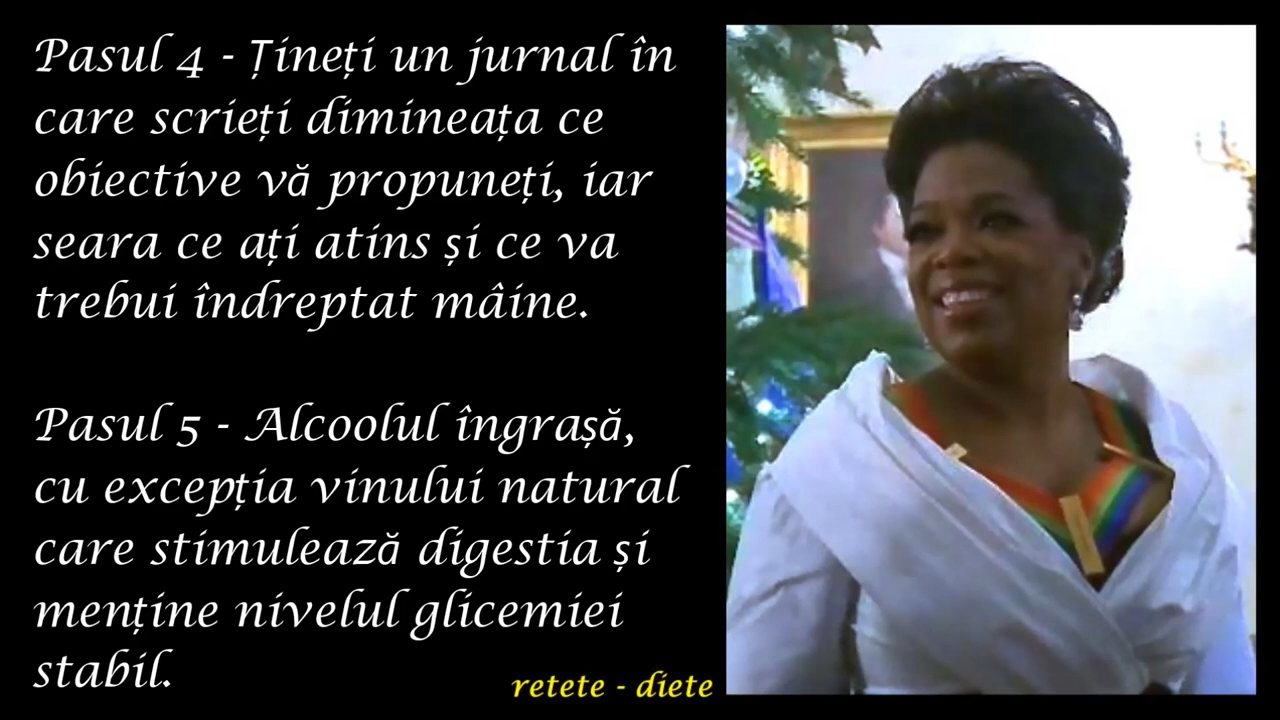 Pasul 4 - Țineți un jurnal în
care scrieți dimineața ce
obiective vă propuneți, iar
seara ce ați atins și ce va
trebui îndreptat mâine.
Pasul 5 - Alcoolul îngrașă,
cu excepția vinului natural
care stimulează digestia și
menține nivelul glicemiei
stabil.
retete - diete